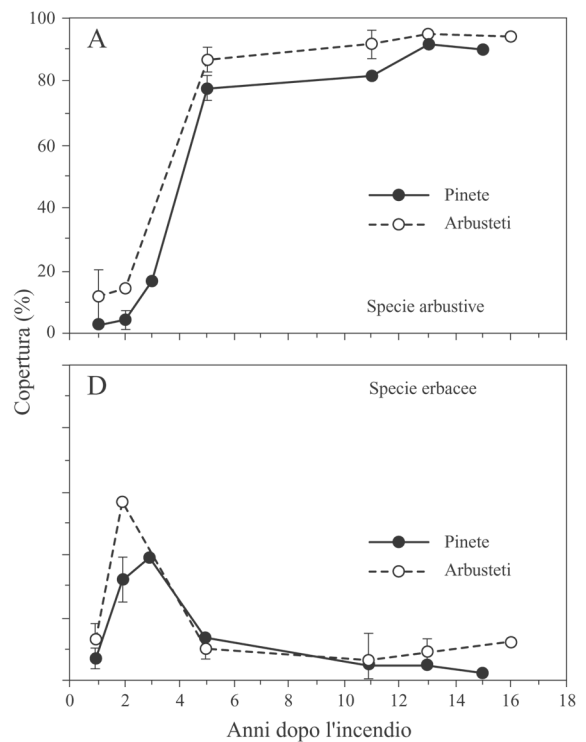 A
100
80
60
40
20
0
Pinete
Arbusteti
Specie arbustive
Copertura (%)
D
Specie erbacee
Pinete
Arbusteti
0 2 4 6 8 10 12 14 16 18
Anni dopo l'incendio